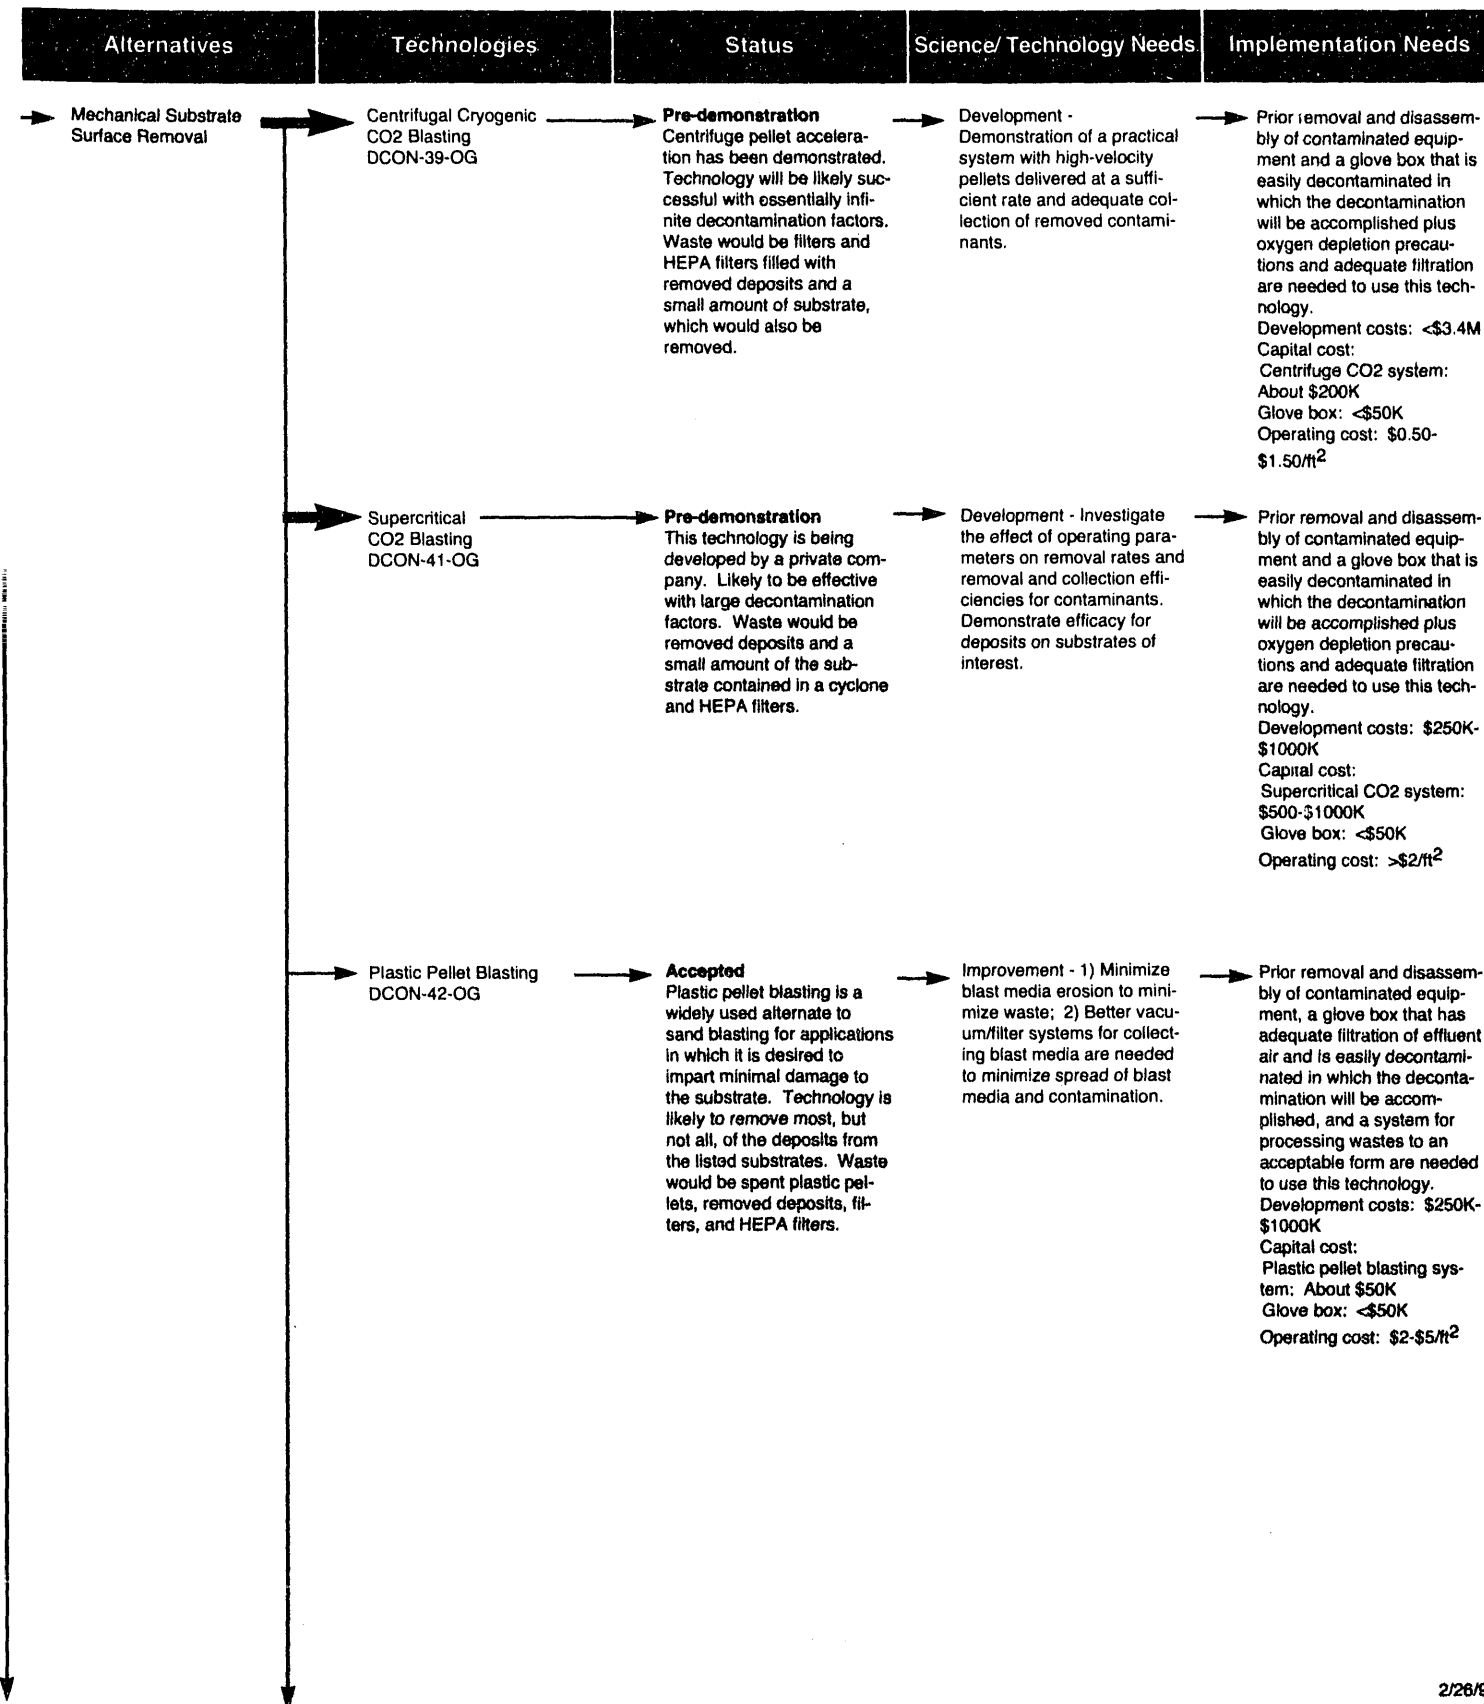 Alternatives
Technologies
Status
Science/ Technology Needs
Implementation Needs
Mechanical Substrate
Surface Removal
Centrifugal Cryogenic
CO2 Blasting
DCON-39-OG
Pre-demonstration
Centrifuge pellet accelera-
tion has been demonstrated.
Technology will be likely suc-
cessful with essentially infi-
nite decontamination factors.
Waste would be filters and
HEPA filters filled with
removed deposits and a
small amount of substrate,
which would also be
removed.
Development -
Demonstration of a practical
system with high-velocity
pellets delivered at a suffi-
cient rate and adequate col-
lection of removed contami-
nants.
Prior removal and disassem-
bly of contaminated equip-
ment and a glove box that is
easily decontaminated in
which the decontamination
will be accomplished plus
oxygen depletion precau-
tions and adequate filtration
are needed to use this tech-
nology.
Development costs: <$3.4M
Capital cost:
Centrifuge CO2 system:
About $200K
Glove box: <$50K
Operating cost: $0.50-
$1.50/ft2
Supercritical
CO2 Blasting
DCON-41-OG
Pre-demonstration
This technology is being
developed by a private com-
pany. Likely to be effective
with large decontamination
factors. Waste would be
removed deposits and a
small amount of the sub-
strate contained in a cyclone
and HEPA filters.
Development - Investigate
the effect of operating para-
meters on removal rates and
removal and collection effi-
ciencies for contaminants.
Demonstrate efficacy for
deposits on substrates of
interest.
Prior removal and disassem-
bly of contaminated equip-
ment and a glove box that is
easily decontaminated in
which the decontamination
will be accomplished plus
oxygen depletion precau-
tions and adequate filtration
are needed to use this tech-
nology.
Development costs: $250K-
$1000K
Capital cost:
Supercritical CO2 system:
$500-$1000K
Glove box: <$50K
Operating cost: >$2/ft2
Plastic Pellet Blasting
DCON-42-OG
Accepted
Plastic pellet blasting is a
widely used alternate to
sand blasting for applications
in which it is desired to
impart minimal damage to
the substrate. Technology is
likely to remove most, but
not all, of the deposits from
the listed substrates. Waste
would be spent plastic pel-
lets, removed deposits, fil-
ters, and HEPA filters.
Improvement - 1) Minimize
blast media erosion to mini-
mize waste; 2) Better vacu-
um/filter systems for collect-
ing blast media are needed
to minimize spread of blast
media and contamination.
Prior removal and disassem-
bly of contaminated equip-
ment, a glove box that has
adequate filtration of effluent
air and is easily decontami-
nated in which the deconta-
mination will be accom-
plished, and a system for
processing wastes to an
acceptable form are needed
to use this technology.
Development costs: $250K-
$1000K
Capital cost:
Plastic pellet blasting sys-
tem: About $50K
Glove box: <$50K
Operating cost: $2-$5/ft2
2/26/9